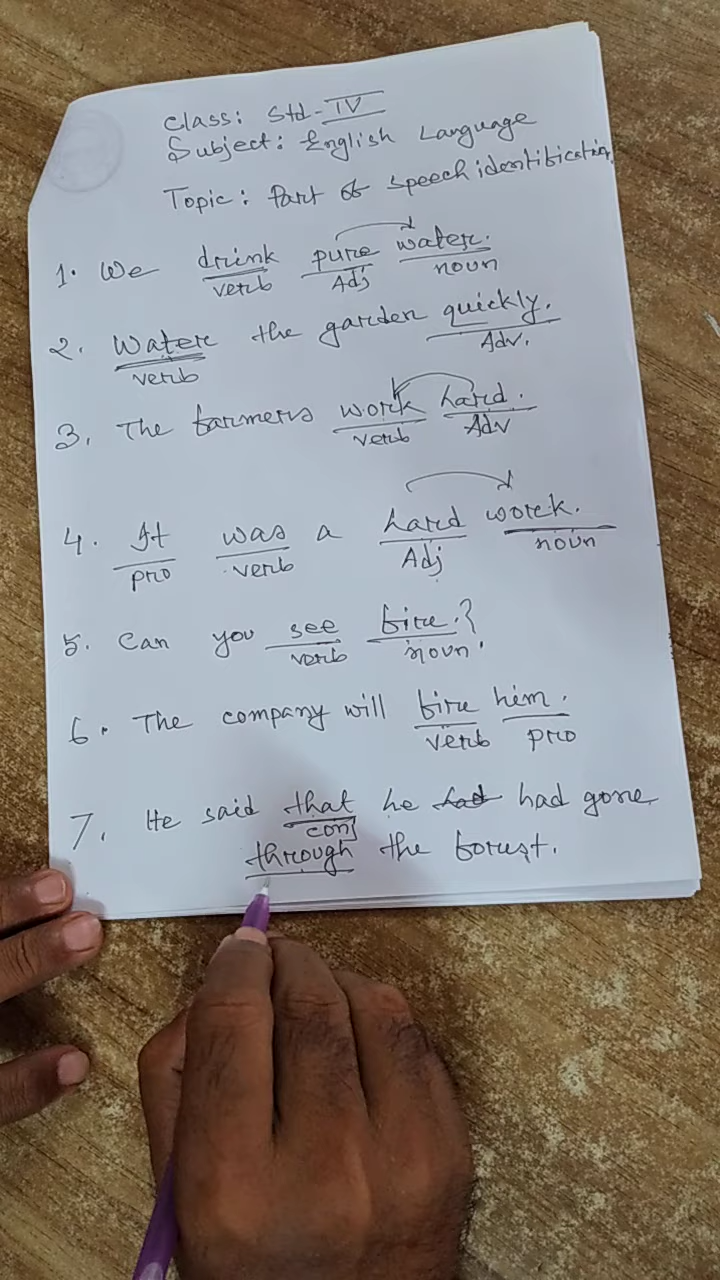 Class: Std-IV
Subject: English Language
Topic: Part of speech identification
1. We drink pure water.
verb Adj noun
2. Water the garden quickly.
verb Adv.
3. The farmers work hard.
verb Adv
4. It was a hard work.
pro verb Adj noun
5. Can you see fire.?
verb noun.
6. The company will fire him.
verb pro
7. He said that he had had gone
conj
through the forest.